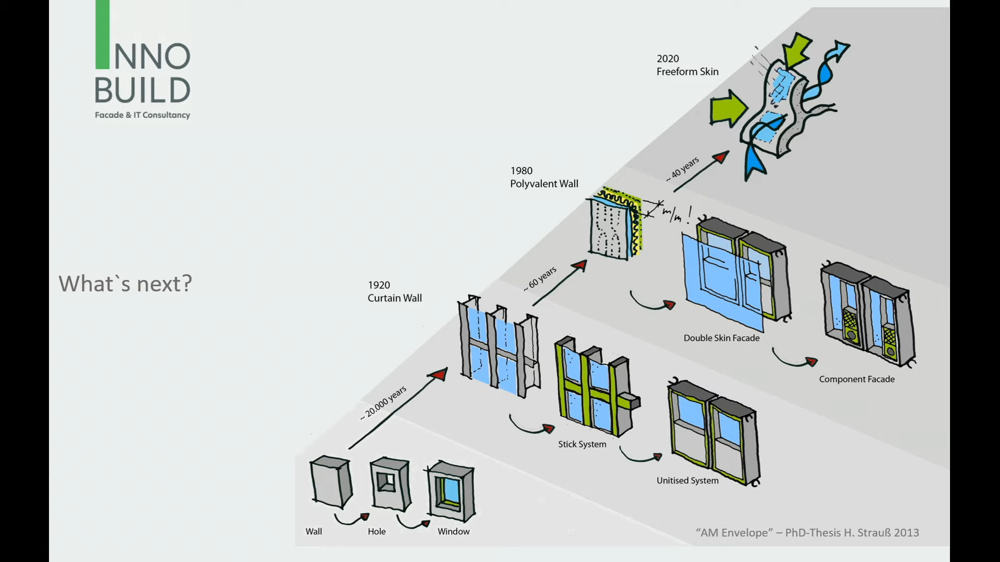 INNO
BUILD
Facade & IT Consultancy
What`s next?
2020
Freeform Skin
~ 40 years
1980
Polyvalent Wall
m/m !
~ 60 years
1920
Curtain Wall
Double Skin Facade
Component Facade
~ 20.000 years
Stick System
Unitised System
Wall
Hole
Window
“AM Envelope” – PhD-Thesis H. Strauß 2013